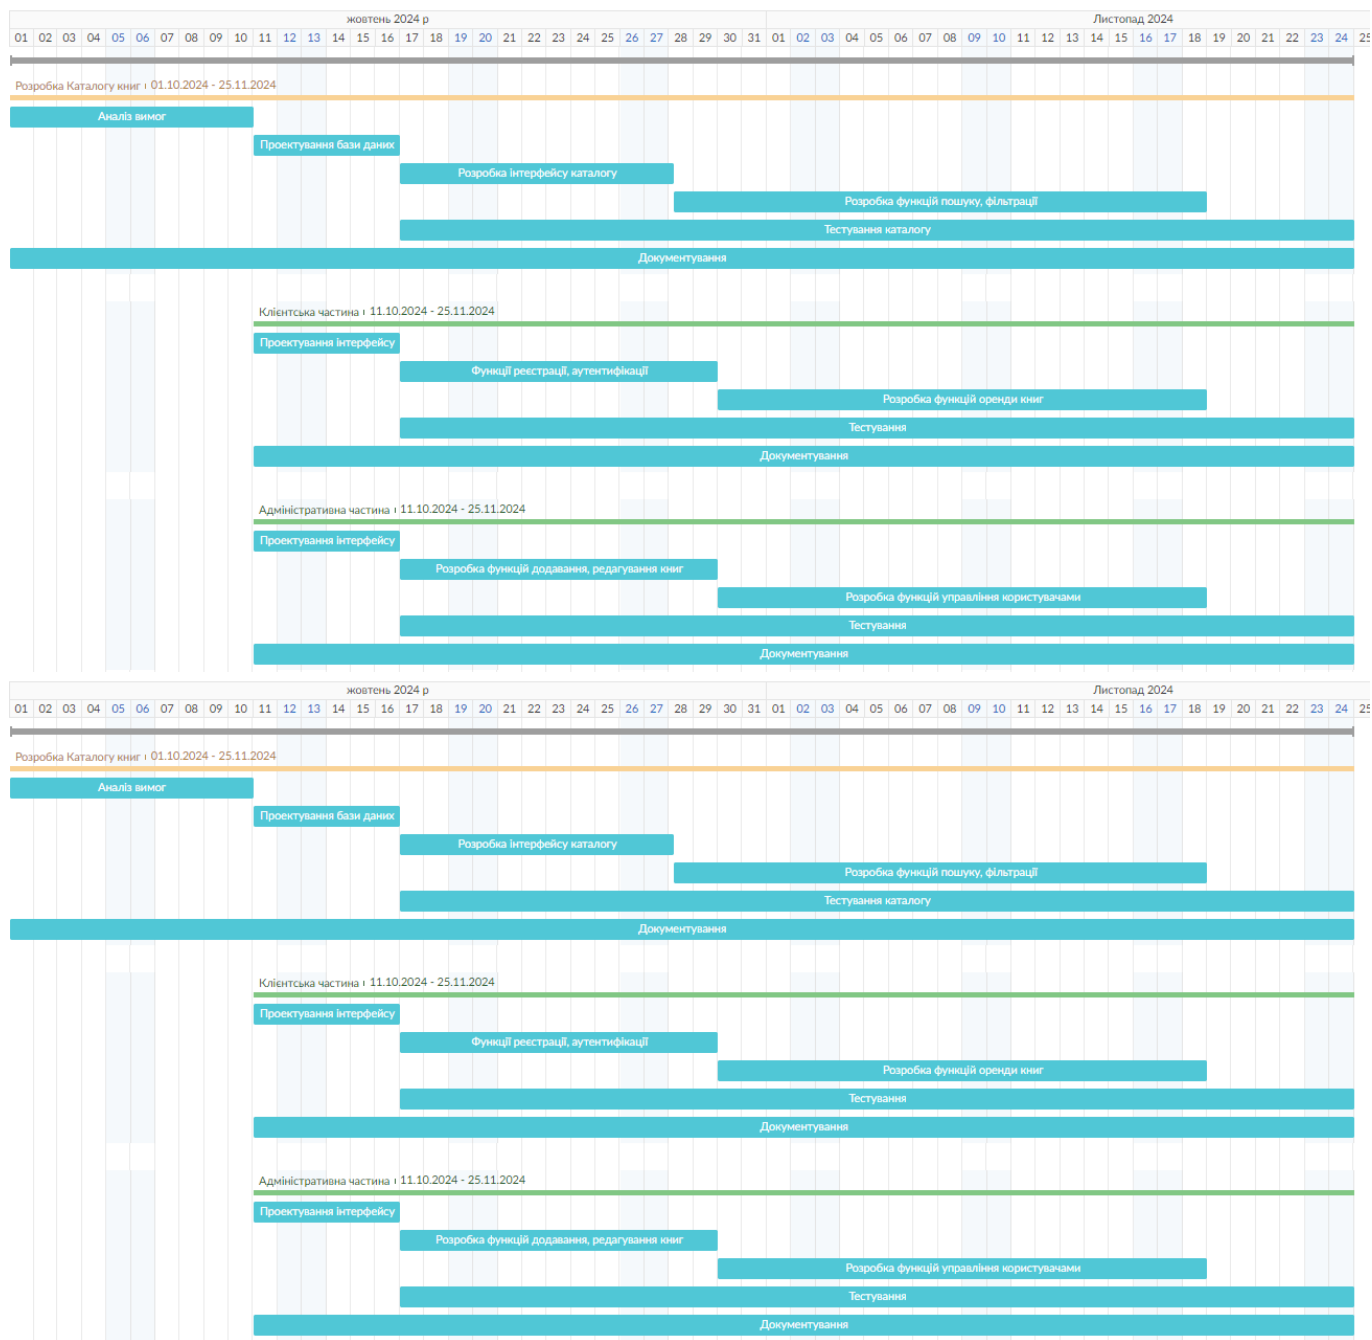 жовтень 2024 р Листопад 2024
01 02 03 04 05 06 07 08 09 10 11 12 13 14 15 16 17 18 19 20 21 22 23 24 25 26 27 28 29 30 31 01 02 03 04 05 06 07 08 09 10 11 12 13 14 15 16 17 18 19 20 21 22 23 24 25
Розробка Каталогу книг 01.10.2024 - 25.11.2024
Аналіз вимог
Проектування бази даних
Розробка інтерфейсу каталогу
Розробка функцій пошуку, фільтрації
Тестування каталогу
Документування
Клієнтська частина 11.10.2024 - 25.11.2024
Проектування інтерфейсу
Функції реєстрації, аутентифікації
Розробка функцій оренди книг
Тестування
Документування
Адміністративна частина 11.10.2024 - 25.11.2024
Проектування інтерфейсу
Розробка функцій додавання, редагування книг
Розробка функцій управління користувачами
Тестування
Документування
жовтень 2024 р Листопад 2024
01 02 03 04 05 06 07 08 09 10 11 12 13 14 15 16 17 18 19 20 21 22 23 24 25 26 27 28 29 30 31 01 02 03 04 05 06 07 08 09 10 11 12 13 14 15 16 17 18 19 20 21 22 23 24 25
Розробка Каталогу книг 01.10.2024 - 25.11.2024
Аналіз вимог
Проектування бази даних
Розробка інтерфейсу каталогу
Розробка функцій пошуку, фільтрації
Тестування каталогу
Документування
Клієнтська частина 11.10.2024 - 25.11.2024
Проектування інтерфейсу
Функції реєстрації, аутентифікації
Розробка функцій оренди книг
Тестування
Документування
Адміністративна частина 11.10.2024 - 25.11.2024
Проектування інтерфейсу
Розробка функцій додавання, редагування книг
Розробка функцій управління користувачами
Тестування
Документування